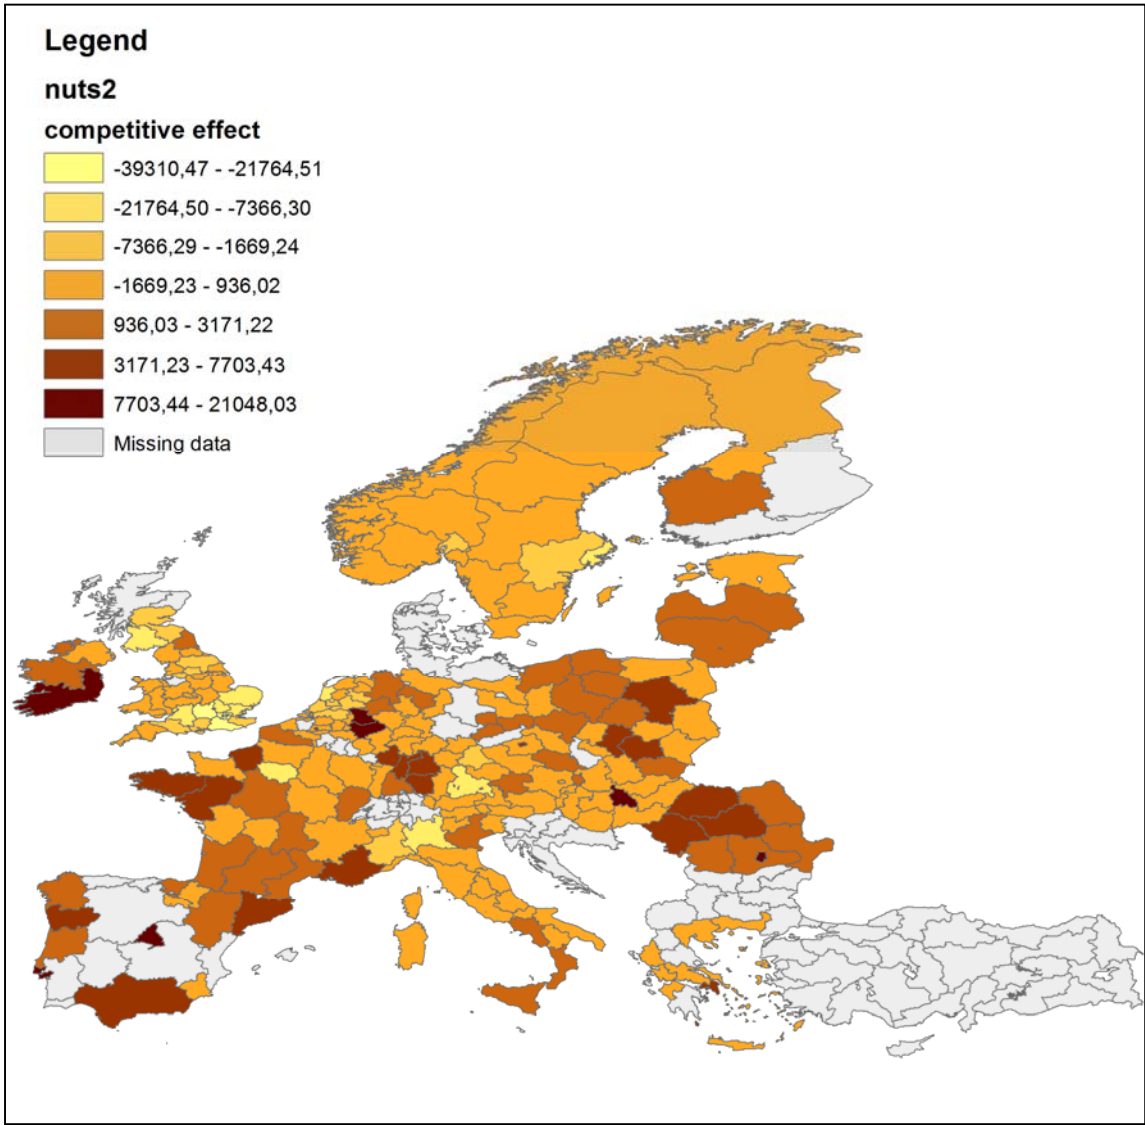 Legend
nuts2
competitive effect
-39310,47 - -21764,51
-21764,50 - -7366,30
-7366,29 - -1669,24
-1669,23 - 936,02
936,03 - 3171,22
3171,23 - 7703,43
7703,44 - 21048,03
Missing data